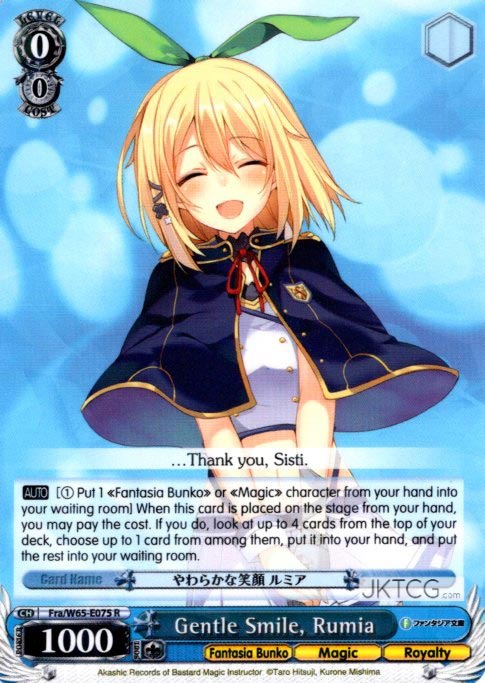 LEVEL
0
0
COST
…Thank you, Sisti.
AUTO [① Put 1 «Fantasia Bunko» or «Magic» character from your hand into
your waiting room] When this card is placed on the stage from your hand,
you may pay the cost. If you do, look at up to 4 cards from the top of your
deck, choose up to 1 card from among them, put it into your hand, and put
the rest into your waiting room.
Card Name やわらかな笑顔 ルミア
JKTCG.com
CH Fra/W65-E075 R
POWER 1000 SOUL
Gentle Smile, Rumia
ファンタジア文庫
Fantasia Bunko Magic Royalty
Akashic Records of Bastard Magic Instructor ©Taro Hitsuji, Kurone Mishima